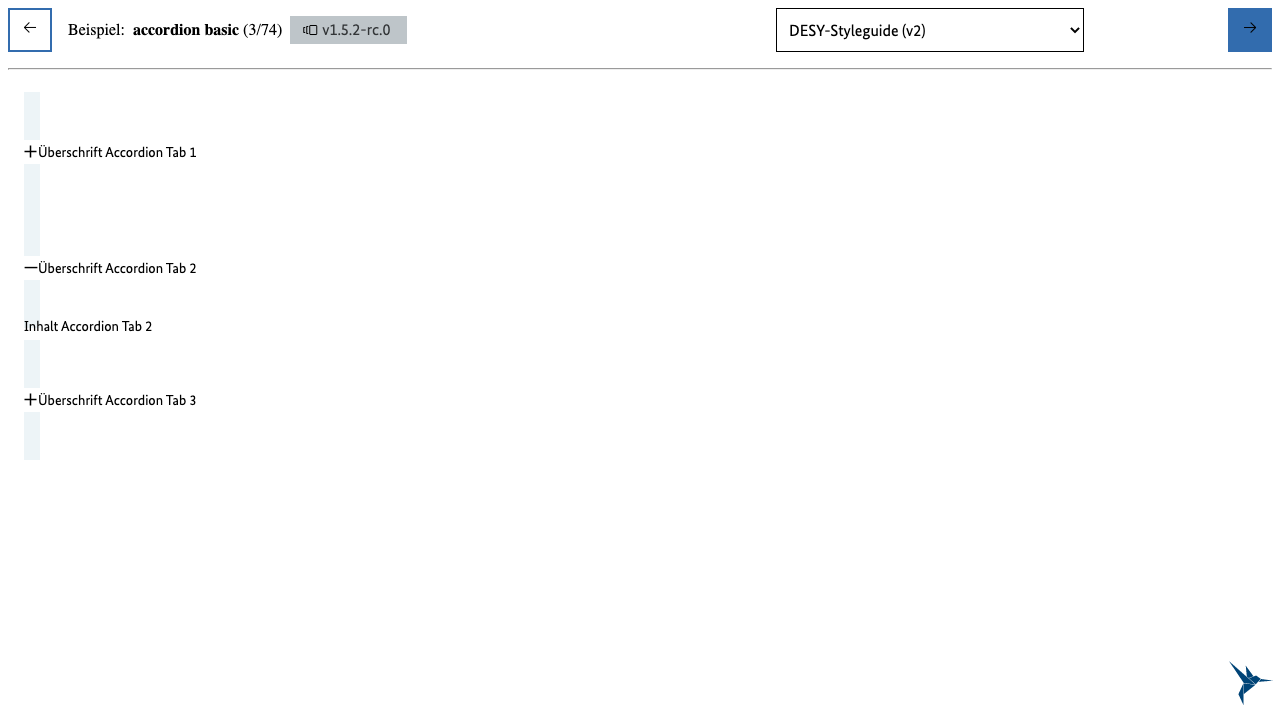 Beispiel: accordion basic (3/74) v1.5.2-rc.0 DESY-Styleguide (v2)
Überschrift Accordion Tab 1
Überschrift Accordion Tab 2
Inhalt Accordion Tab 2
Überschrift Accordion Tab 3